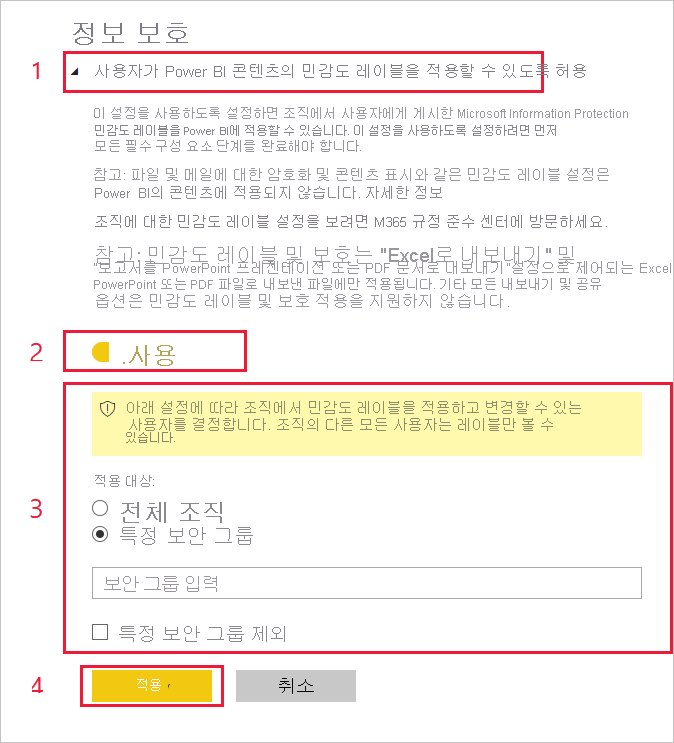 정보 보호
1 사용자가 Power BI 콘텐츠의 민감도 레이블을 적용할 수 있도록 허용
이 설정을 사용하도록 설정하면 조직에서 사용자에게 게시한 Microsoft Information Protection
민감도 레이블을 Power BI에 적용할 수 있습니다. 이 설정을 사용하도록 설정하려면 먼저
모든 필수 구성 요소 단계를 완료해야 합니다.
참고: 파일 및 메일에 대한 암호화 및 콘텐츠 표시와 같은 민감도 레이블 설정은
Power BI의 콘텐츠에 적용되지 않습니다. 자세한 정보
조직에 대한 민감도 레이블 설정을 보려면 M365 규정 준수 센터에 방문하세요.
참고: 민감도 레이블 및 보호는 "Excel로 내보내기" 및
"보고서를 PowerPoint 프레젠테이션 또는 PDF 문서로 내보내기"설정으로 제어되는 Excel
PowerPoint 또는 PDF 파일로 내보낸 파일에만 적용됩니다. 기타 모든 내보내기 및 공유
옵션은 민감도 레이블 및 보호 적용을 지원하지 않습니다.
2 .사용
아래 설정에 따라 조직에서 민감도 레이블을 적용하고 변경할 수 있는
사용자를 결정합니다. 조직의 다른 모든 사용자는 레이블만 볼 수
있습니다.
적용 대상:
3 전체 조직
특정 보안 그룹
보안 그룹 입력
특정 보안 그룹 제외
4 적용 , 취소